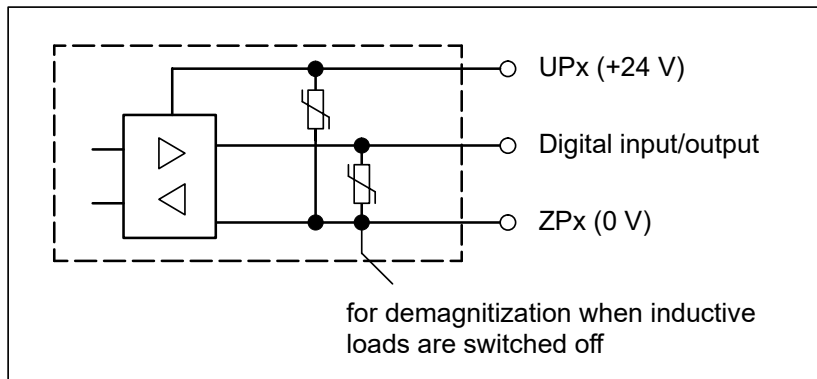 UPx (+24 V)
Digital input/output
ZPx (0 V)
for demagnitization when inductive
loads are switched off